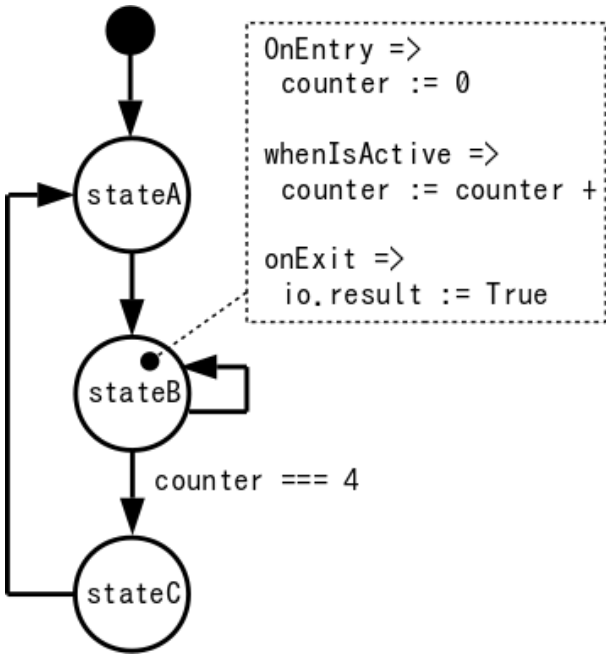 OnEntry =>
counter := 0
whenIsActive =>
counter := counter +
onExit =>
io.result := True
stateA
stateB
counter === 4
stateC